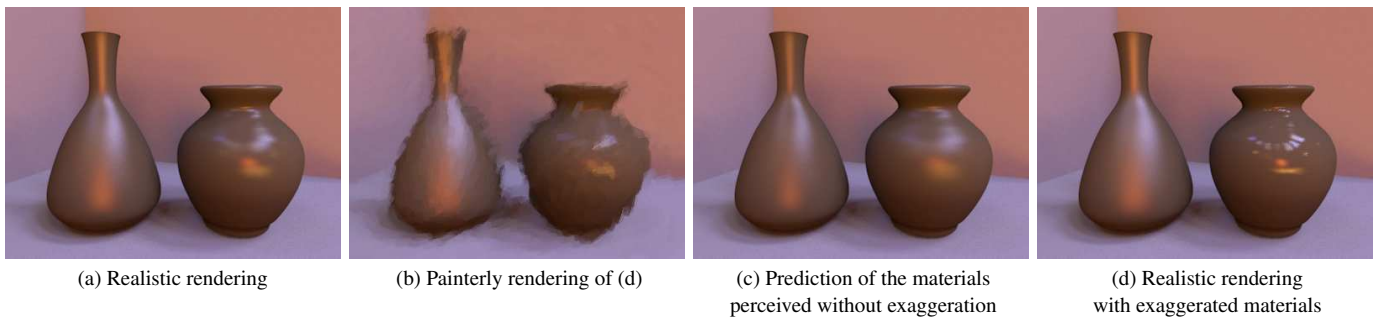 (a) Realistic rendering
(b) Painterly rendering of (d)
(c) Prediction of the materials
perceived without exaggeration
(d) Realistic rendering
with exaggerated materials